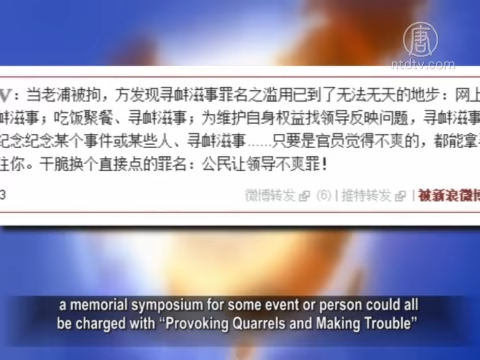 唐
ntdtv.com
V：当老浦被拘，方发现寻衅滋事罪名之滥用已到了无法无天的地步：网上
衅滋事；吃饭聚餐、寻衅滋事；为维护自身权益找领导反映问题，寻衅滋事
纪念纪念某个事件或某些人、寻衅滋事……只要是官员觉得不爽的，都能拿
住你。干脆换个直接点的罪名：公民让领导不爽罪！
3
微博转发 (6) | 推特转发 | 被新浪微博
a memorial symposium for some event or person could all
be charged with “Provoking Quarrels and Making Trouble”